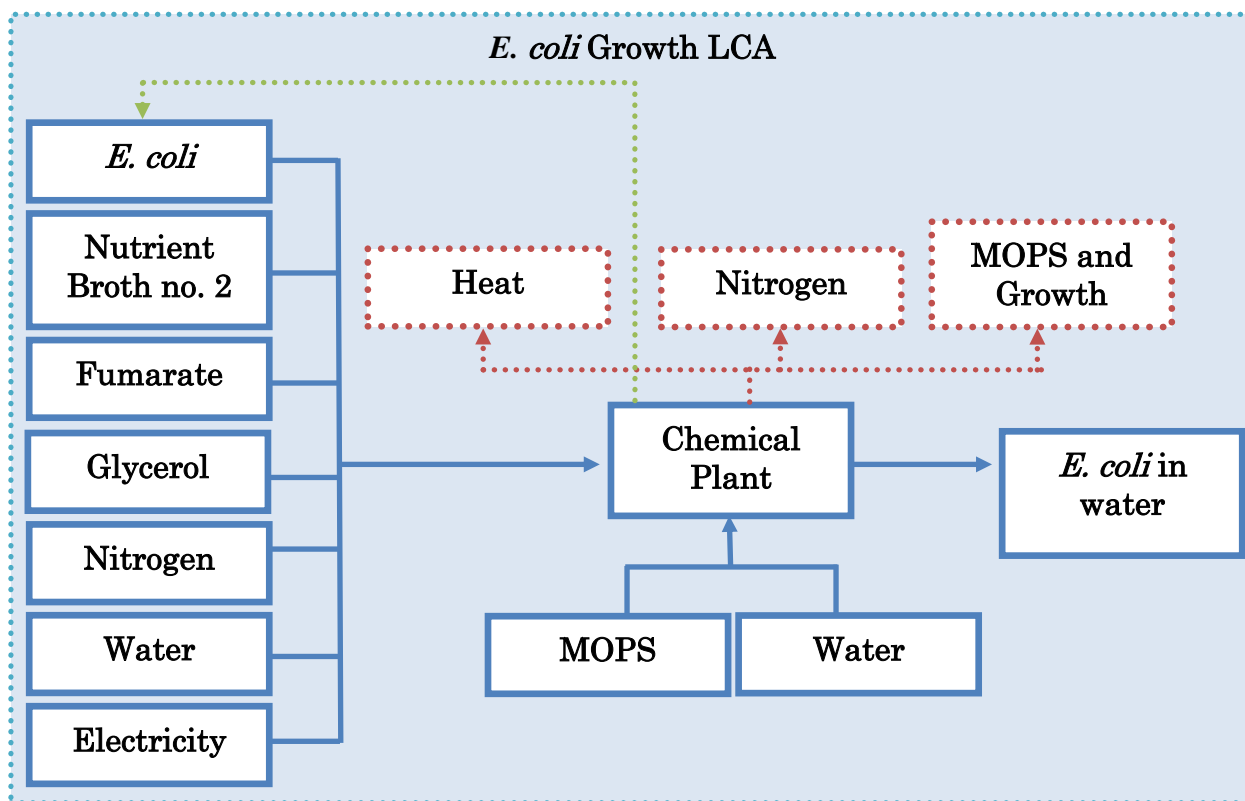 E. coli Growth LCA
E. coli
Nutrient
Broth no. 2
Fumarate
Glycerol
Nitrogen
Water
Electricity
Heat
Nitrogen
MOPS and
Growth
Chemical
Plant
E. coli in
water
MOPS
Water